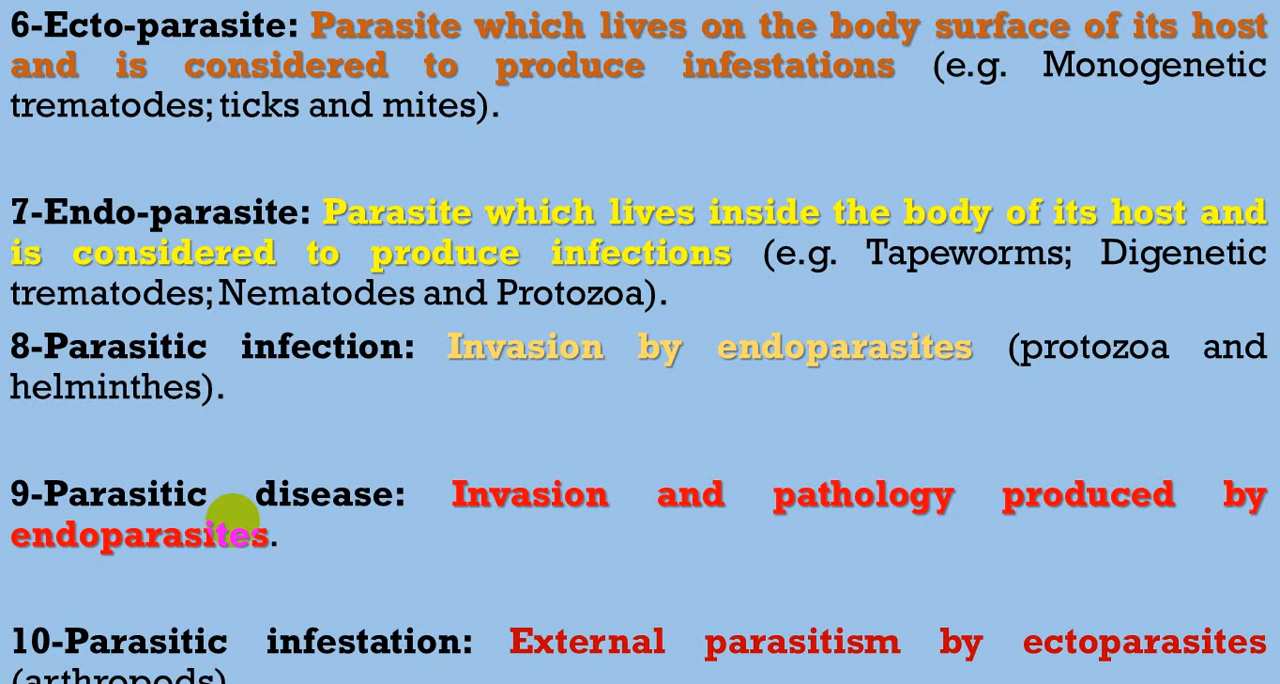 6-Ecto-parasite: Parasite which lives on the body surface of its host
and is considered to produce infestations (e.g. Monogenetic
trematodes; ticks and mites).
7-Endo-parasite: Parasite which lives inside the body of its host and
is considered to produce infections (e.g. Tapeworms; Digenetic
trematodes; Nematodes and Protozoa).
8-Parasitic infection: Invasion by endoparasites (protozoa and
helminthes).
9-Parasitic disease: Invasion and pathology produced by
endoparasites.
10-Parasitic infestation: External parasitism by ectoparasites
(arthropods)